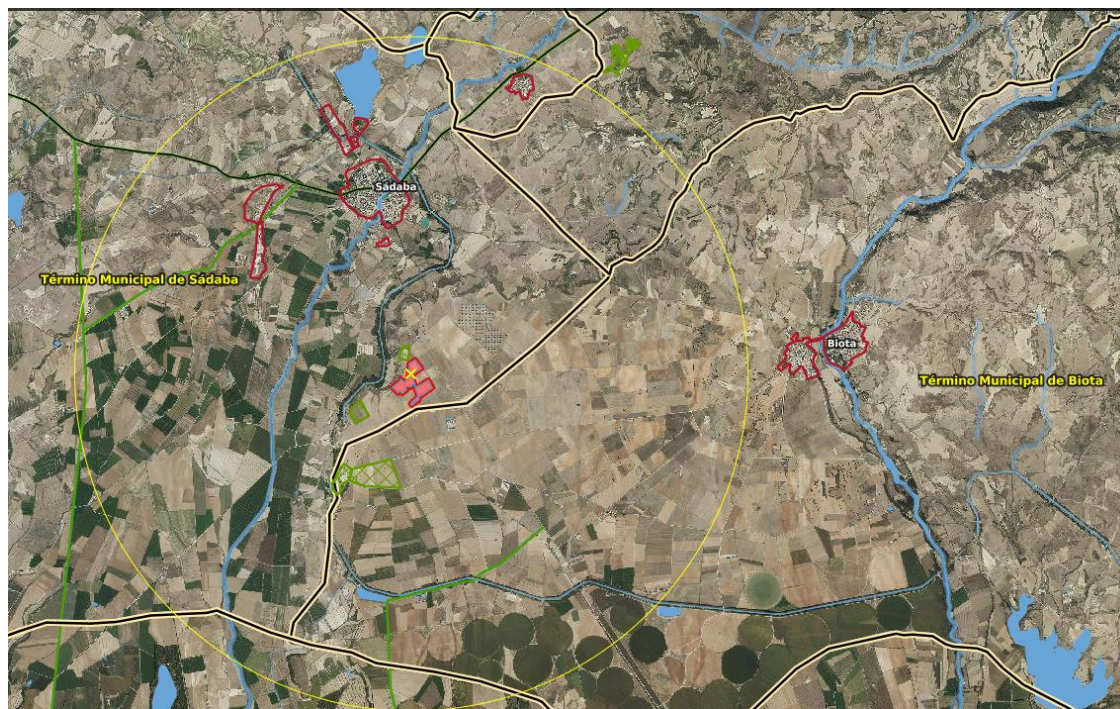 Sádaba
Término Municipal de Sádaba
Biota
Término Municipal de Biota